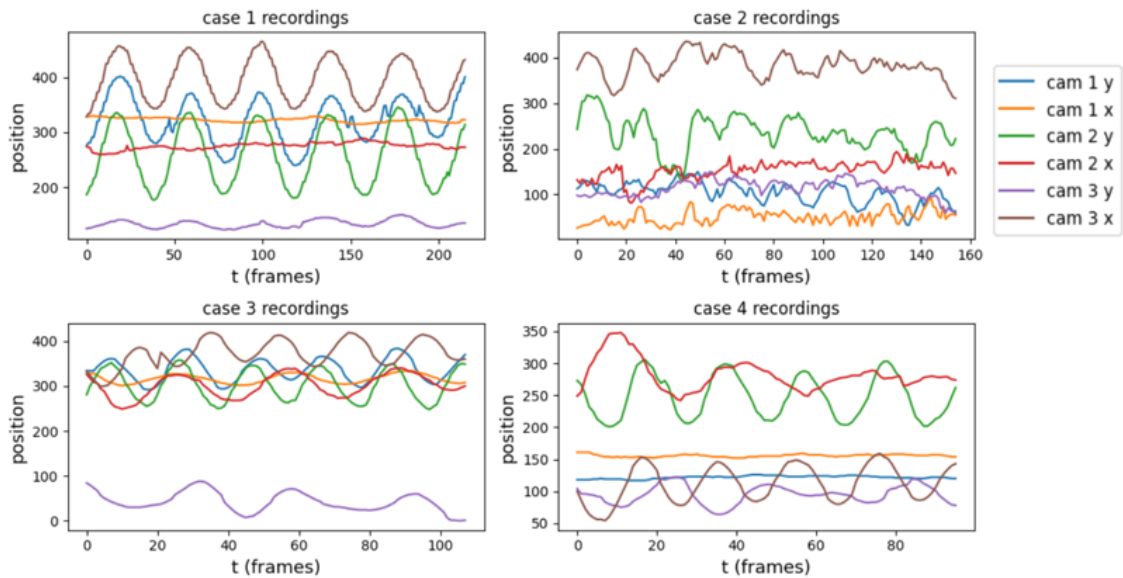 case 1 recordings
position
400
300
200
0
50
100
150
200
t (frames)
case 2 recordings
position
400
300
200
100
0
20
40
60
80
100
120
140
160
t (frames)
cam 1 y
cam 1 x
cam 2 y
cam 2 x
cam 3 y
cam 3 x
case 3 recordings
position
400
300
200
100
0
0
20
40
60
80
100
t (frames)
case 4 recordings
position
350
300
250
200
150
100
50
0
20
40
60
80
t (frames)